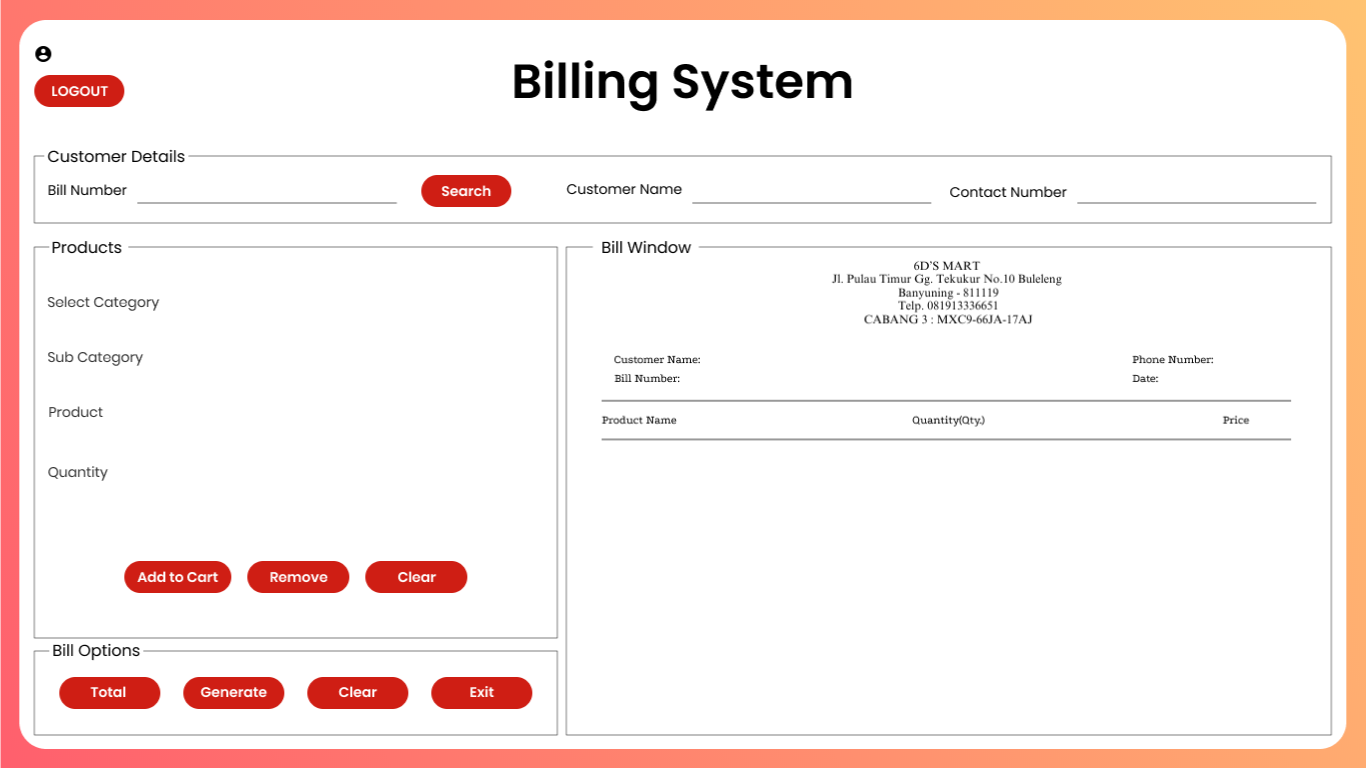 LOGOUT
Billing System
Customer Details
Bill Number
Search
Customer Name
Contact Number
Products
Select Category
Sub Category
Product
Quantity
Add to Cart
Remove
Clear
Bill Options
Total
Generate
Clear
Exit
Bill Window
6D'S MART
Jl. Pulau Timur Gg. Tekukur No.10 Buleleng
Banyuning - 811119
Telp. 081913336651
CABANG 3 : MXC9-66JA-17AJ
Customer Name:
Phone Number:
Bill Number:
Date:
Product Name
Quantity(Qty.)
Price